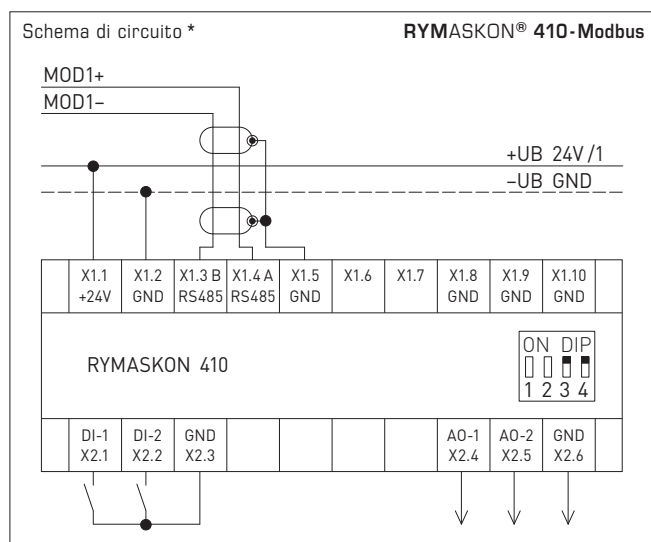 Schema di circuito * RYMASKON® 410-Modbus
MOD1+
MOD1–
+UB 24V/1
–UB GND
X1.1 X1.2 X1.3 B X1.4 A X1.5 X1.6 X1.7 X1.8 X1.9 X1.10
+24V GND RS485 RS485 GND GND GND GND
RYMASKON 410
ON DIP
1 2 3 4
DI-1 DI-2 GND AO-1 AO-2 GND
X2.1 X2.2 X2.3 X2.4 X2.5 X2.6